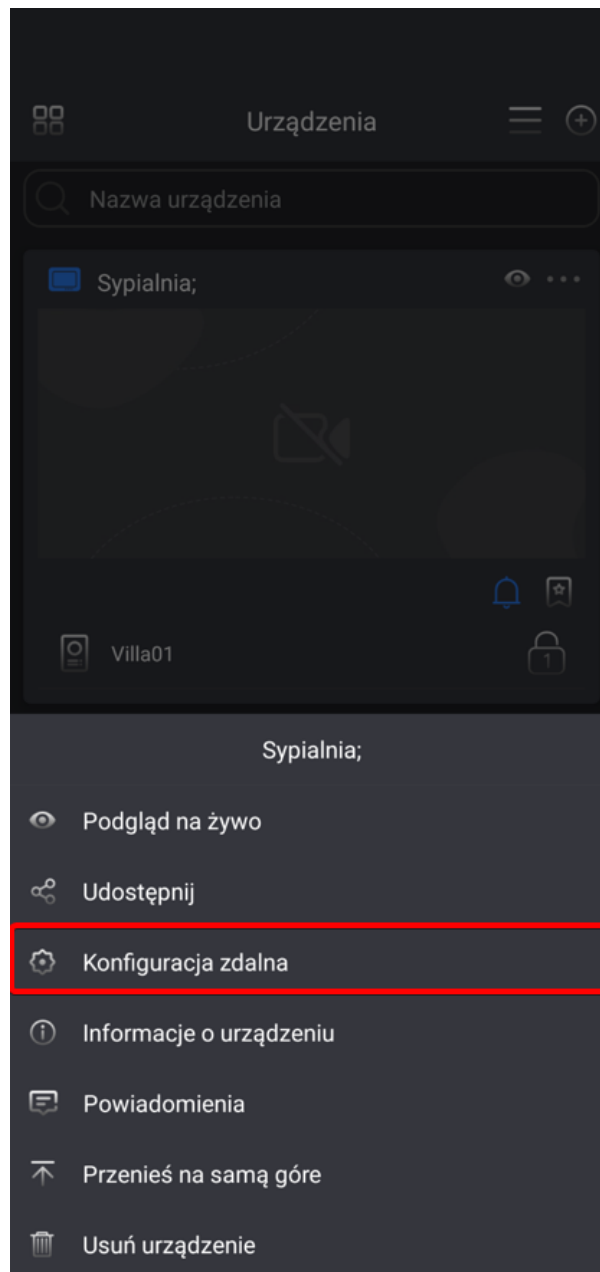 Urządzenia
Nazwa urządzenia
Sypialnia;
Villa01
1
Sypialnia;
Podgląd na żywo
Udostępnij
Konfiguracja zdalna
Informacje o urządzeniu
Powiadomienia
Przenieś na samą góre
Usuń urządzenie